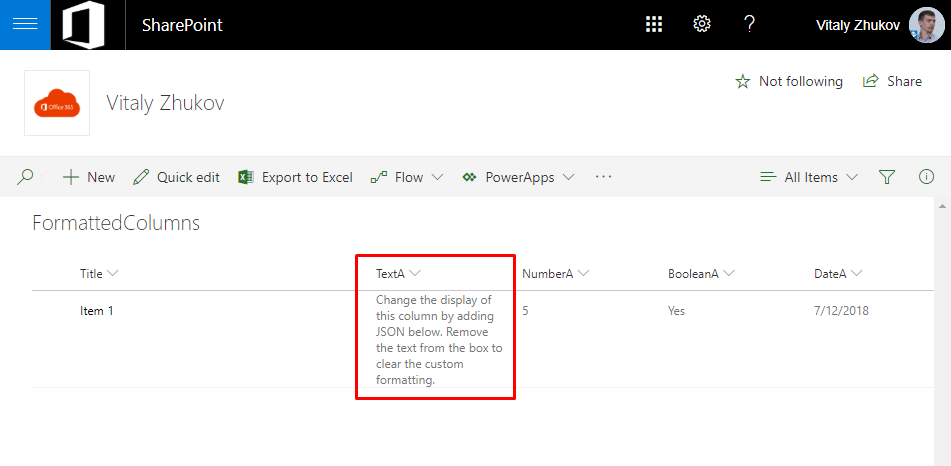 SharePoint
?
Vitaly Zhukov
Office 365
Vitaly Zhukov
Not following
Share
New
Quick edit
Export to Excel
Flow
PowerApps
...
All Items
FormattedColumns
Title
TextA
NumberA
BooleanA
DateA
Item 1
Change the display of
this column by adding
JSON below. Remove
the text from the box to
clear the custom
formatting.
5
Yes
7/12/2018